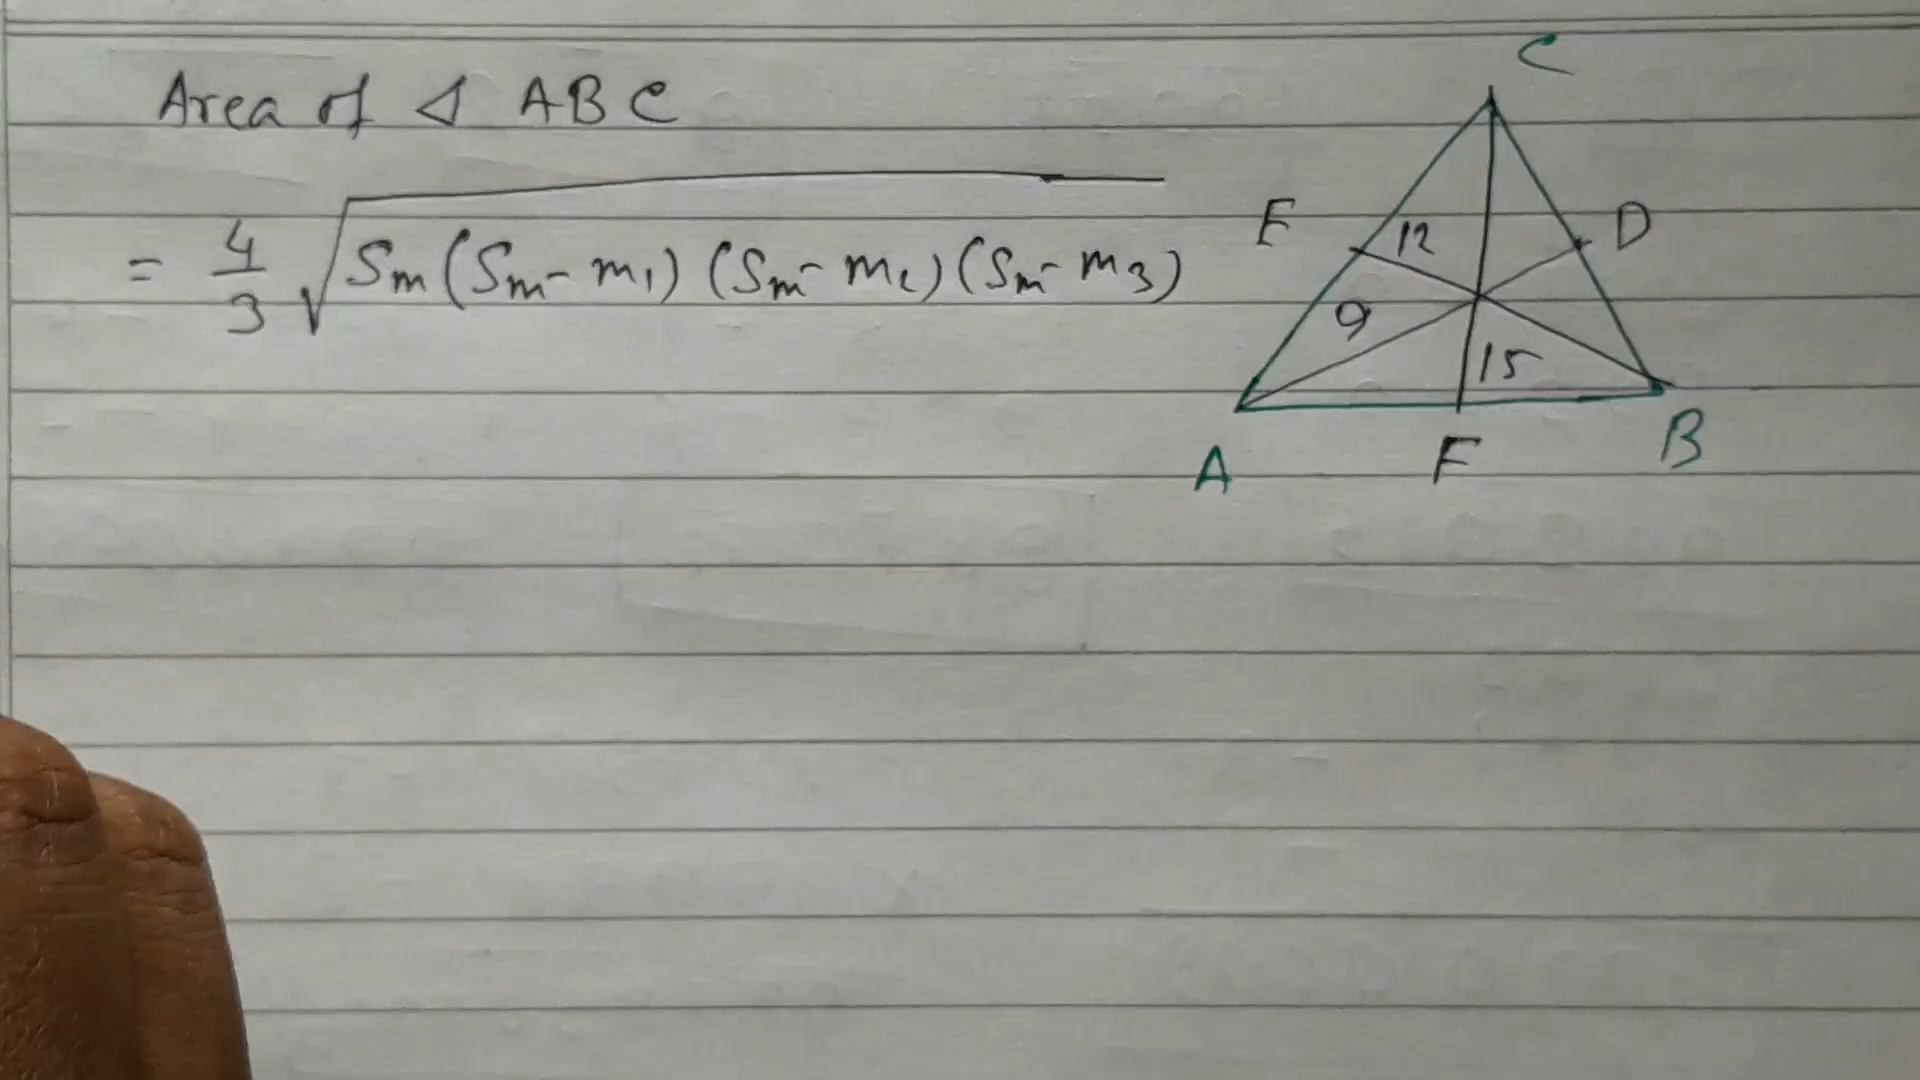 Area of △ ABC
= 4/3 √Sm(Sm - m1) (Sm - m2) (Sm - m3)
C
E 12 D
9
15
A F B